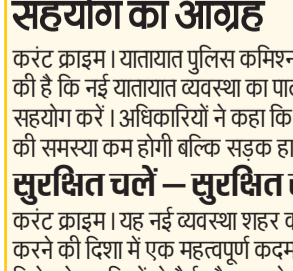 सहयोग का आग्रह
करंट क्राइम । यातायात पुलिस कमिश्न
की है कि नई यातायात व्यवस्था का पा
सहयोग करें । अधिकारियों ने कहा कि
की समस्या कम होगी बल्कि सड़क हा
सुरक्षित चलें — सुरक्षित
करंट क्राइम । यह नई व्यवस्था शहर क
करने की दिशा में एक महत्वपूर्ण कदम